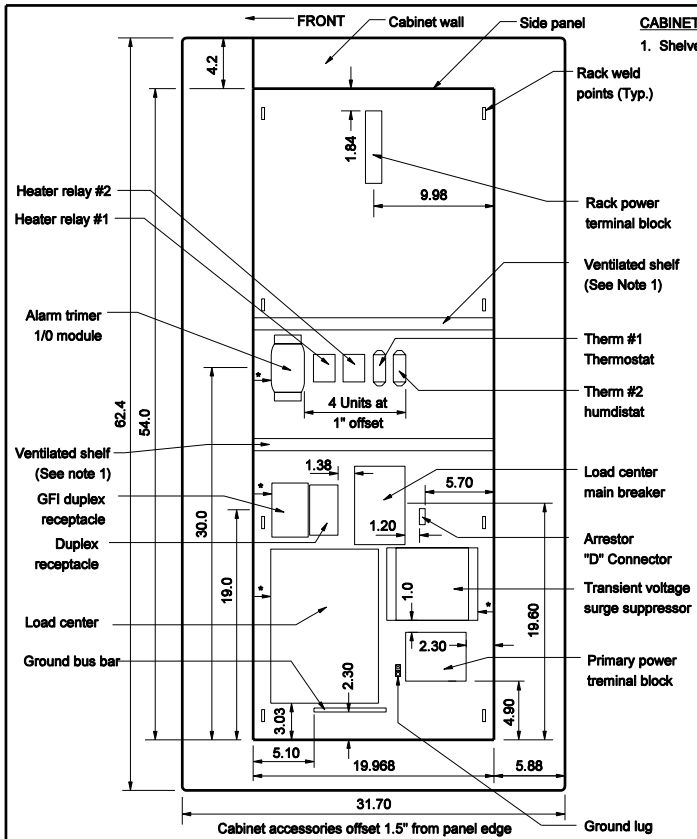 FRONT
Cabinet wall
Side panel
CABINET
1. Shelve
4.2
Rack weld
points (Typ.)
1.84
Heater relay #2
9.98
Rack power
terminal block
Heater relay #1
Ventilated shelf
(See Note 1)
Alarm trimer
1/0 module
Therm #1
Thermostat
*
4 Units at
1" offset
Therm #2
humdistat
62.4
54.0
Ventilated shelf
(See note 1)
1.38
5.70
Load center
main breaker
GFI duplex
receptacle
*
30.0
1.20
Arrestor
"D" Connector
Duplex
receptacle
19.0
Transient voltage
surge suppressor
*
1.0
*
19.60
Load center
2.30
Ground bus bar
2.30
Primary power
treminal block
3.03
4.90
5.10
19.968
5.88
31.70
Cabinet accessories offset 1.5" from panel edge
Ground lug